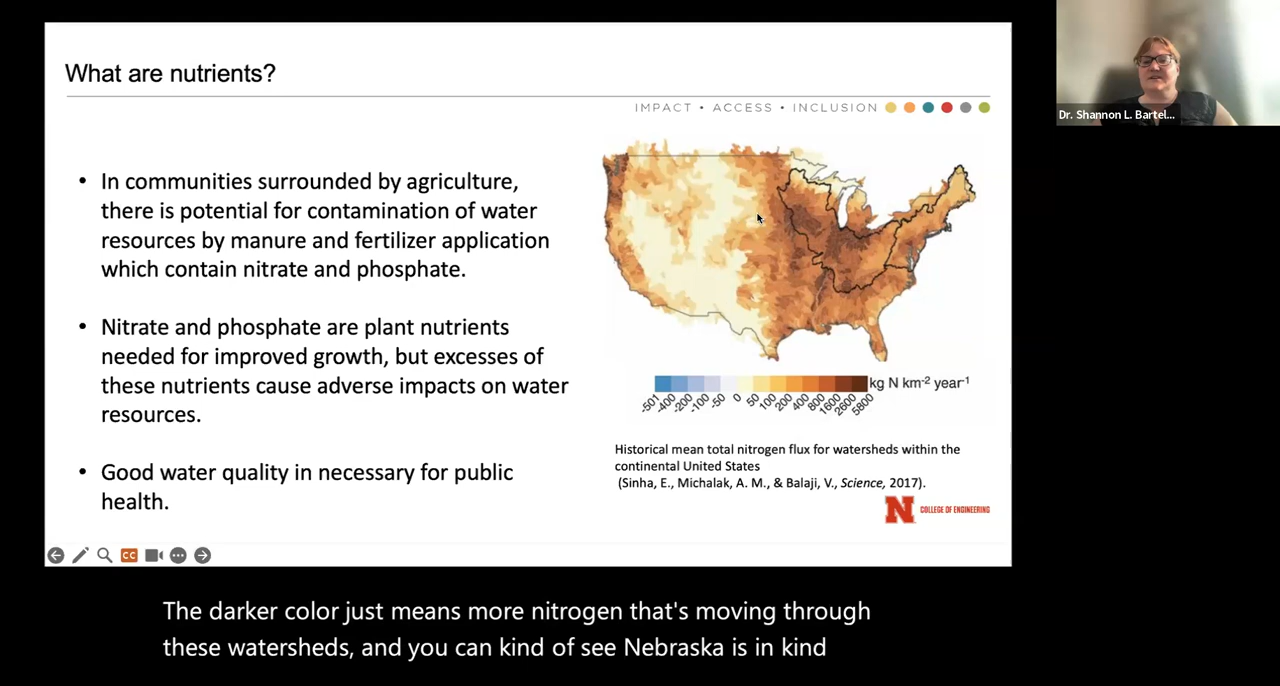 What are nutrients?
IMPACT • ACCESS • INCLUSION
• In communities surrounded by agriculture,
there is potential for contamination of water
resources by manure and fertilizer application
which contain nitrate and phosphate.
• Nitrate and phosphate are plant nutrients
needed for improved growth, but excesses of
these nutrients cause adverse impacts on water
resources.
• Good water quality in necessary for public
health.
kg N km-2 year-1
-501 -400 -200 -100 -50 0 50 100 200 400 800 1600 2600 5800
Historical mean total nitrogen flux for watersheds within the
continental United States
(Sinha, E., Michalak, A. M., & Balaji, V., Science, 2017).
N COLLEGE OF ENGINEERING
CC
Dr. Shannon L. Bartel...
The darker color just means more nitrogen that's moving through
these watersheds, and you can kind of see Nebraska is in kind